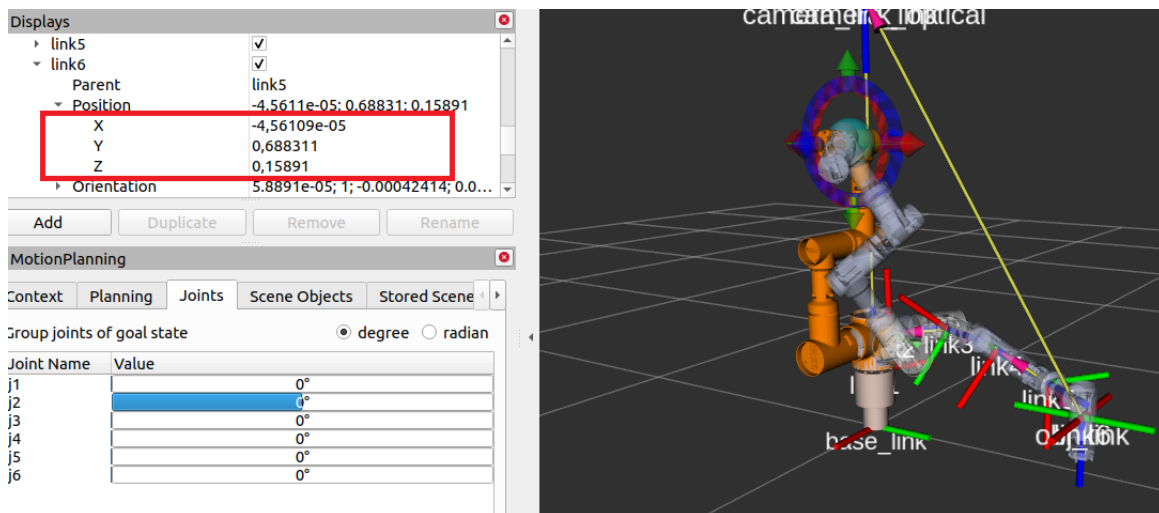 Displays
link5
link6
Parent link5
Position -4.5611e-05; 0.68831; 0.15891
X -4,56109e-05
Y 0,688311
Z 0,15891
Orientation 5.8891e-05; 1; -0.00042414; 0.0...
Add Duplicate Remove Rename
MotionPlanning
Context Planning Joints Scene Objects Stored Scene
Group joints of goal state degree radian
Joint Name Value
j1 0°
j2 0°
j3 0°
j4 0°
j5 0°
j6 0°
link3
link4
base_link